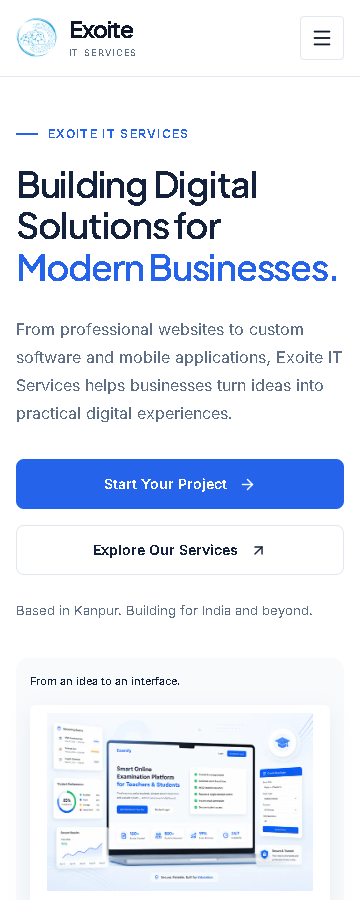 Exoite
IT SERVICES
EXOITE IT SERVICES
Building Digital
Solutions for
Modern Businesses.
From professional websites to custom
software and mobile applications, Exoite IT
Services helps businesses turn ideas into
practical digital experiences.
Start Your Project
Explore Our Services
Based in Kanpur. Building for India and beyond.
From an idea to an interface.
Smart Online
Examination Platform
for Teachers & Students